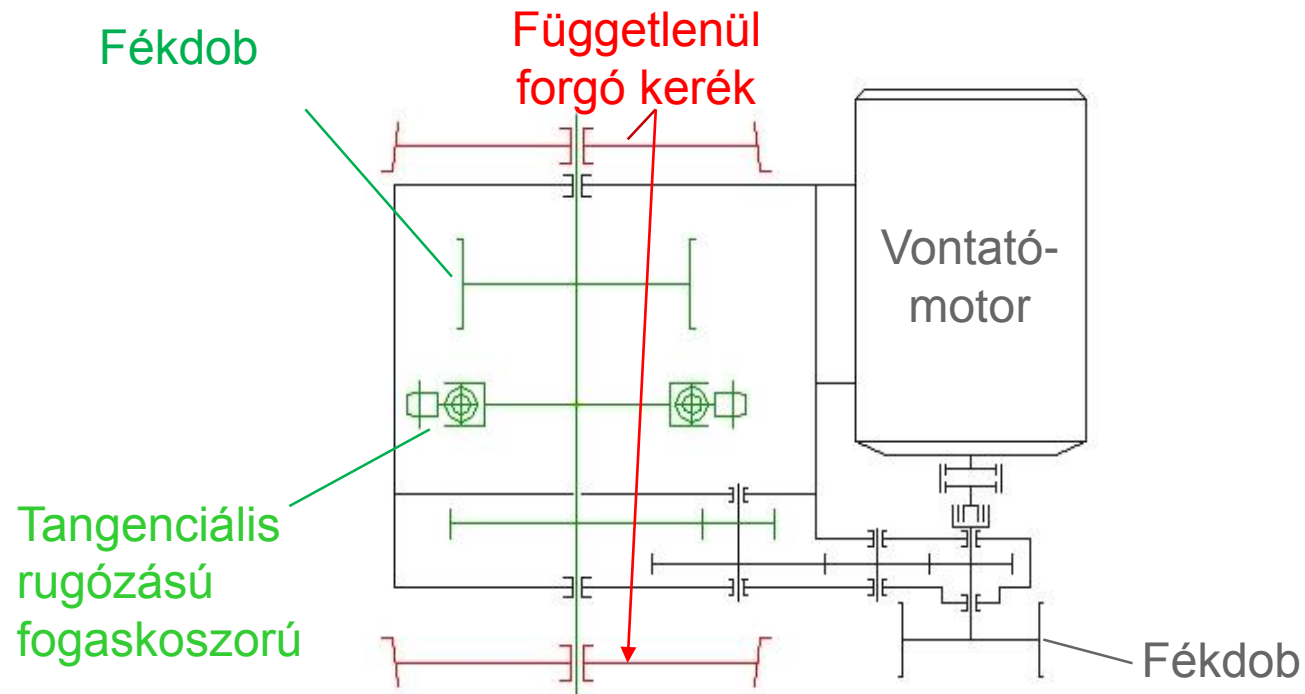 Fékdob
Függetlenül
forgó kerék
Vontató-
motor
Tangenciális
rugózású
fogaskoszorú
Fékdob